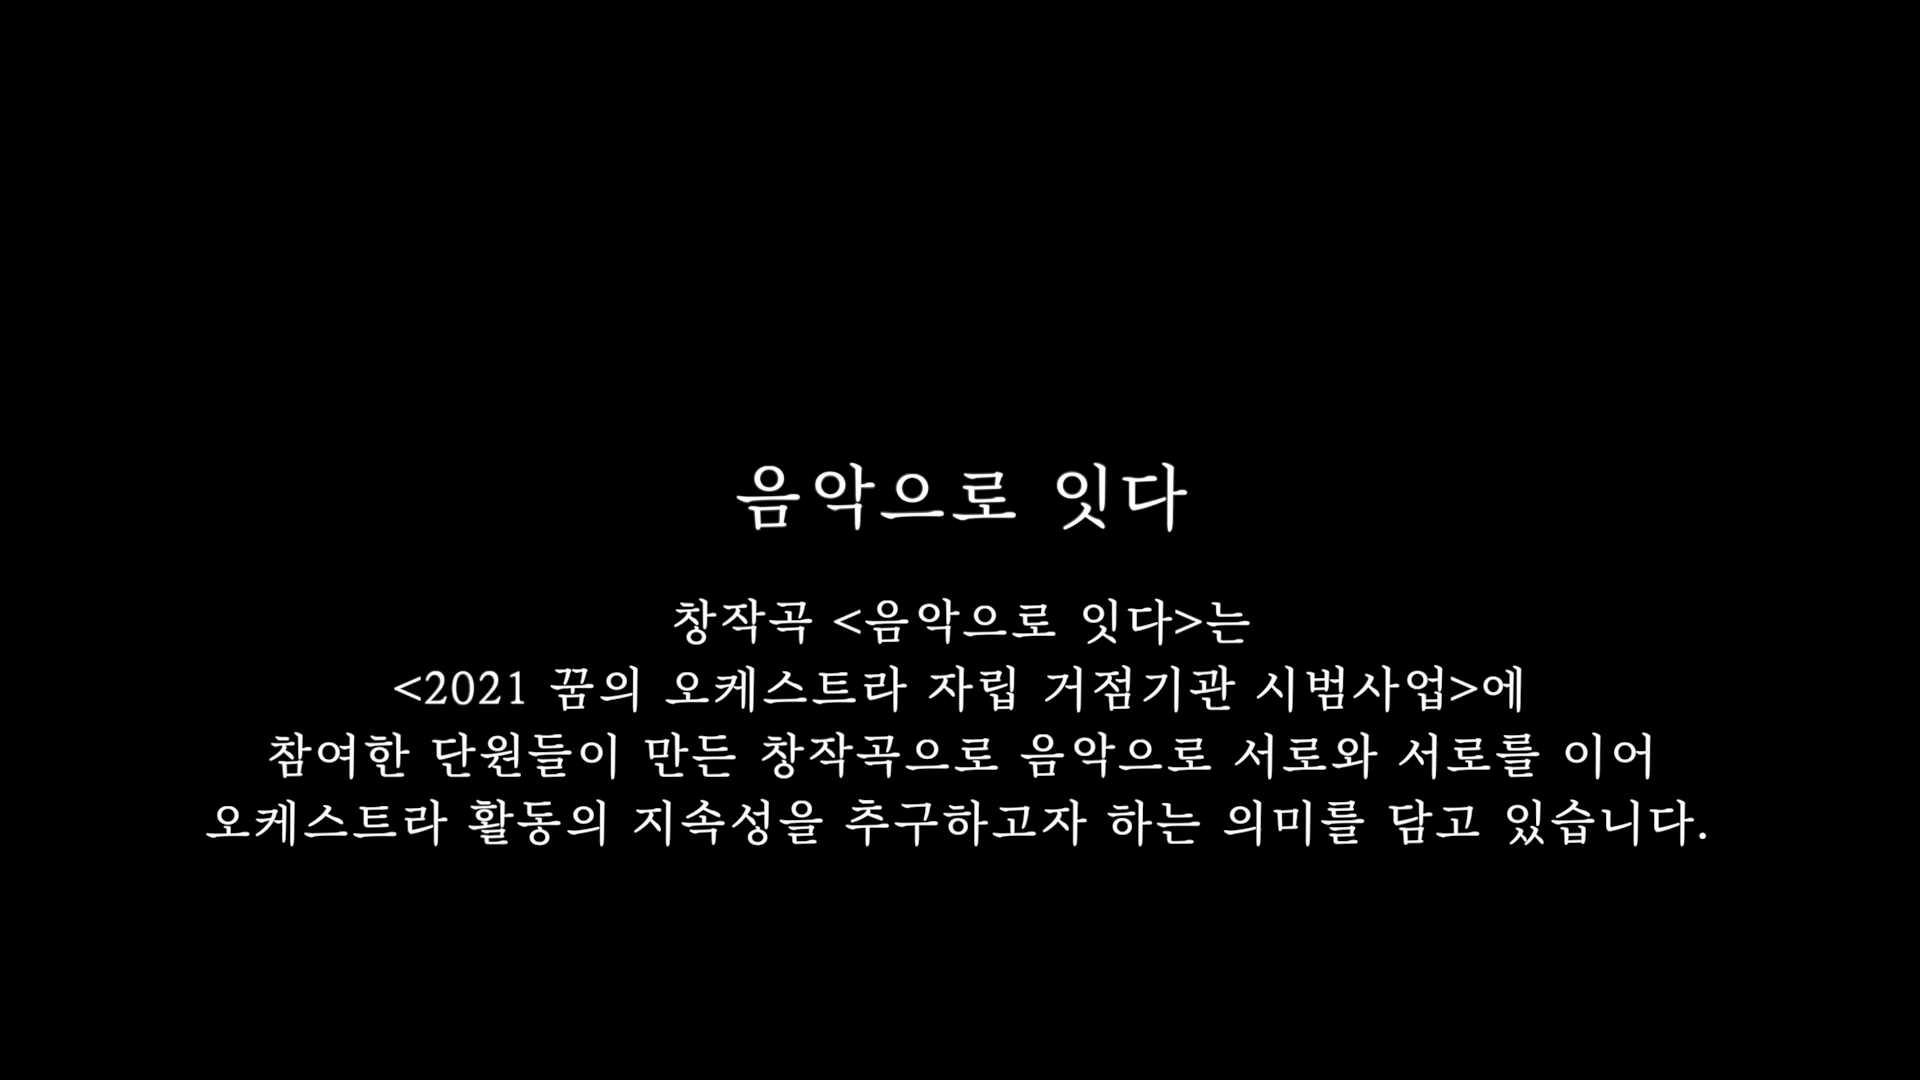 음악으로 잇다
창작곡 <음악으로 잇다>는
<2021 꿈의 오케스트라 자립 거점기관 시범사업>에
참여한 단원들이 만든 창작곡으로 음악으로 서로와 서로를 이어
오케스트라 활동의 지속성을 추구하고자 하는 의미를 담고 있습니다.